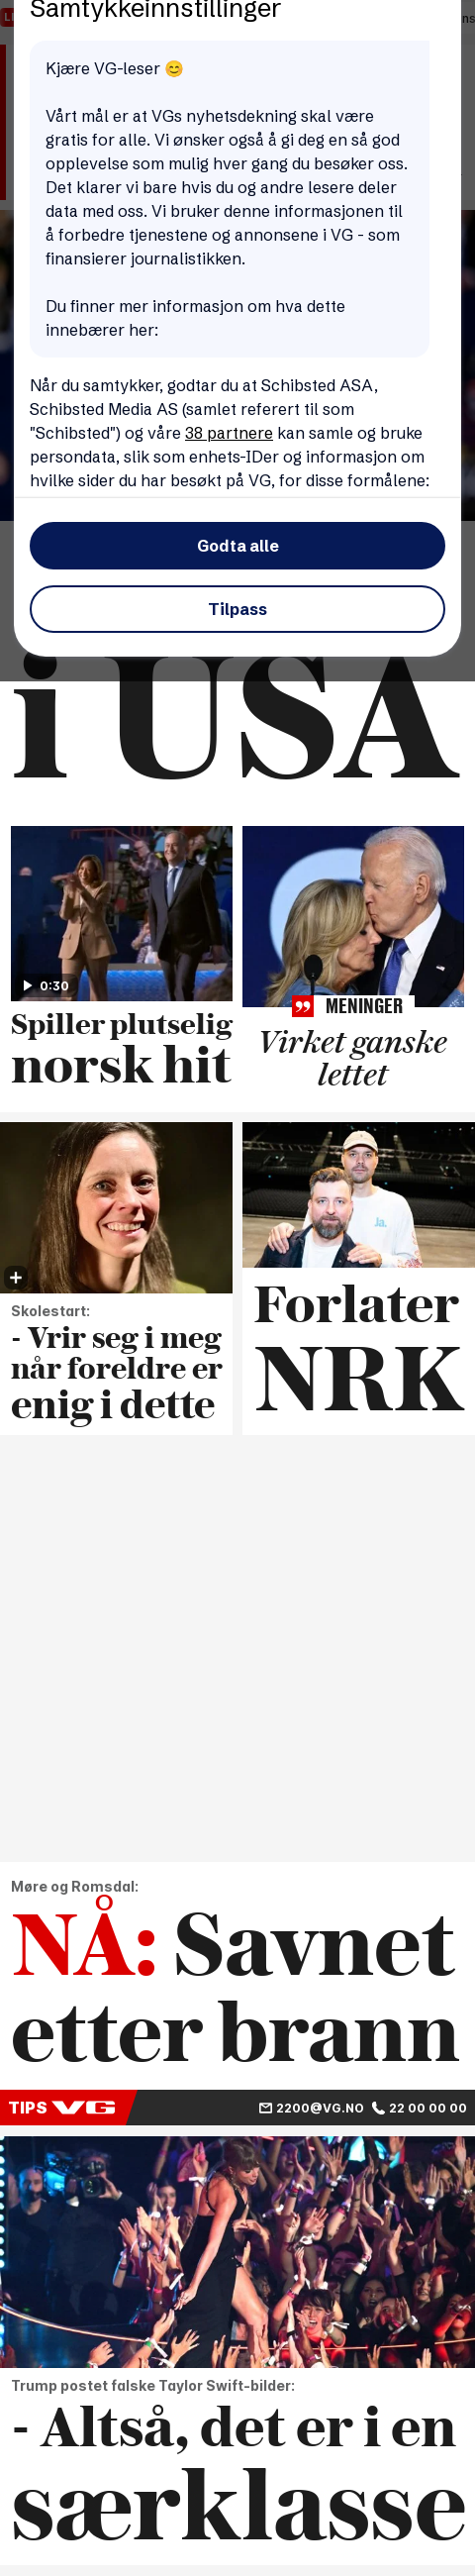 Samtykkeinnstillinger
Kjære VG-leser 😊
Vårt mål er at VGs nyhetsdekning skal være
gratis for alle. Vi ønsker også å gi deg en så god
opplevelse som mulig hver gang du besøker oss.
Det klarer vi bare hvis du og andre lesere deler
data med oss. Vi bruker denne informasjonen til
å forbedre tjenestene og annonsene i VG - som
finansierer journalistikken.
Du finner mer informasjon om hva dette
innebærer her:
Når du samtykker, godtar du at Schibsted ASA,
Schibsted Media AS (samlet referert til som
"Schibsted") og våre 38 partnere kan samle og bruke
persondata, slik som enhets-IDer og informasjon om
hvilke sider du har besøkt på VG, for disse formålene:
Godta alle
Tilpass
i USA
0:30
Spiller plutselig
norsk hit
MENINGER
Virket ganske
lettet
Skolestart:
- Vrir seg i meg
når foreldre er
enig i dette
Ja.
Forlater
NRK
Møre og Romsdal:
NÅ: Savnet
etter brann
TIPS VG 2200@VG.NO 22 00 00 00
Trump postet falske Taylor Swift-bilder:
- Altså, det er i en
særklasse